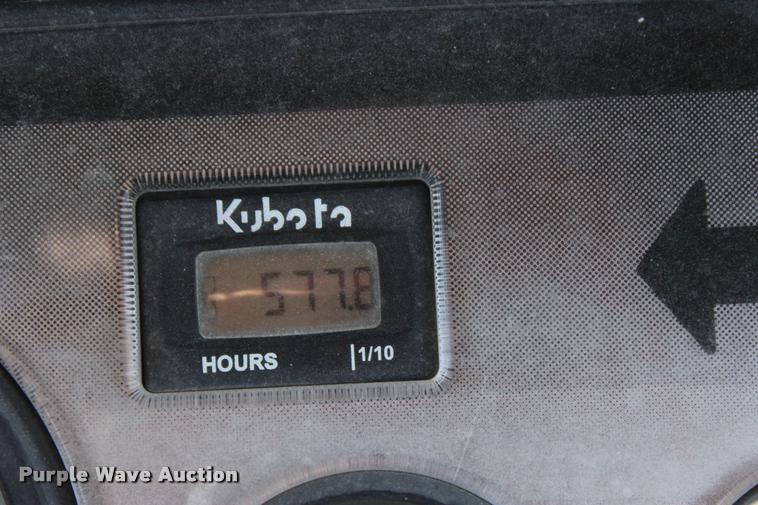 Kubota
577.8
HOURS 1/10
Purple Wave Auction